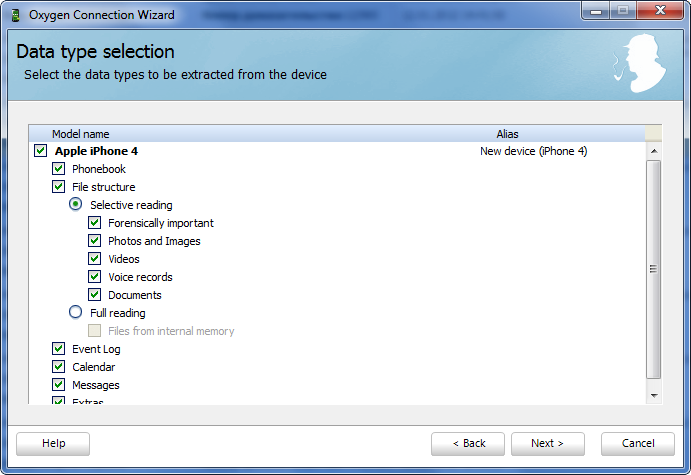 Oxygen Connection Wizard
Data type selection
Select the data types to be extracted from the device
Model name Alias
Apple iPhone 4 New device (iPhone 4)
Phonebook
File structure
Selective reading
Forensically important
Photos and Images
Videos
Voice records
Documents
Full reading
Files from internal memory
Event Log
Calendar
Messages
Extras
Help < Back Next > Cancel